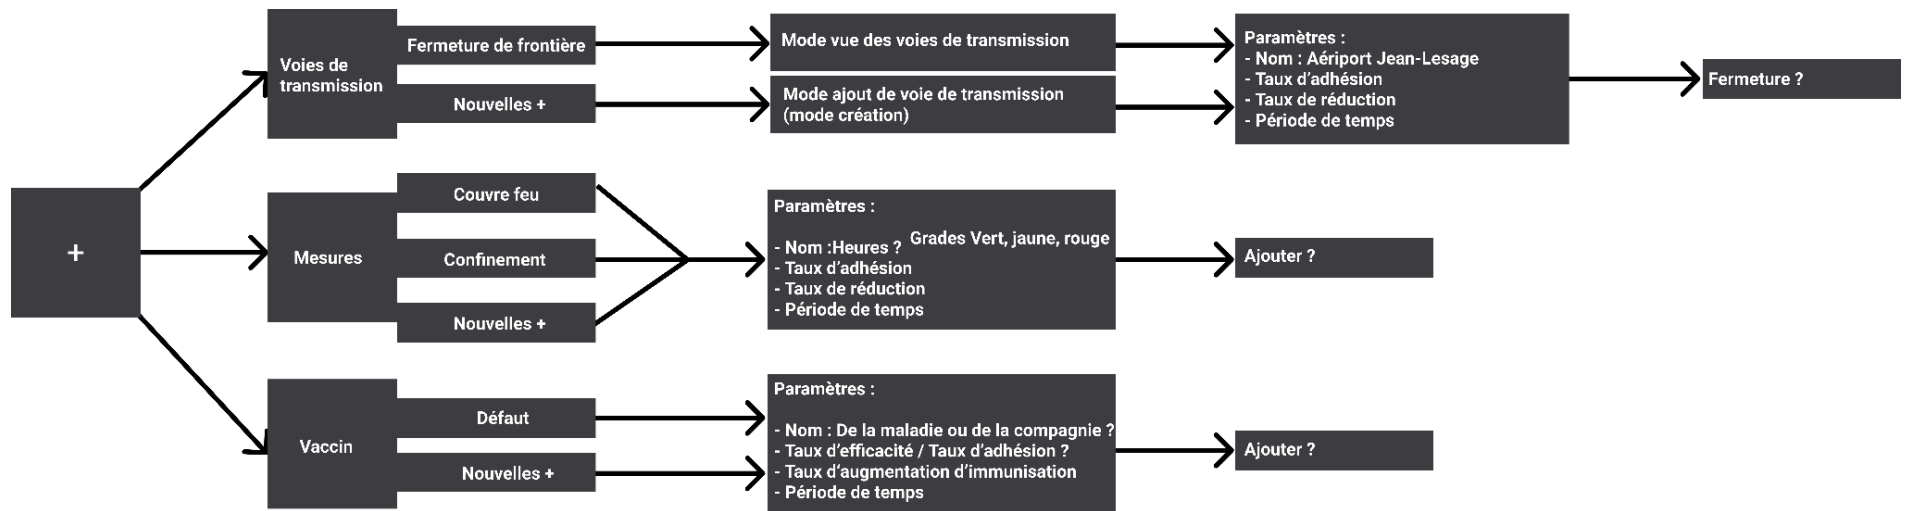 +
Voies de
transmission
Fermeture de frontière
Nouvelles +
Mode vue des voies de transmission
Mode ajout de voie de transmission
(mode création)
Paramètres :
- Nom : Aériport Jean-Lesage
- Taux d'adhésion
- Taux de réduction
- Période de temps
Fermeture ?
Mesures
Couvre feu
Confinement
Nouvelles +
Paramètres :
- Nom :Heures ? Grades Vert, jaune, rouge
- Taux d'adhésion
- Taux de réduction
- Période de temps
Ajouter ?
Vaccin
Défaut
Nouvelles +
Paramètres :
- Nom : De la maladie ou de la compagnie ?
- Taux d'efficacité / Taux d'adhésion ?
- Taux d'augmentation d'immunisation
- Période de temps
Ajouter ?